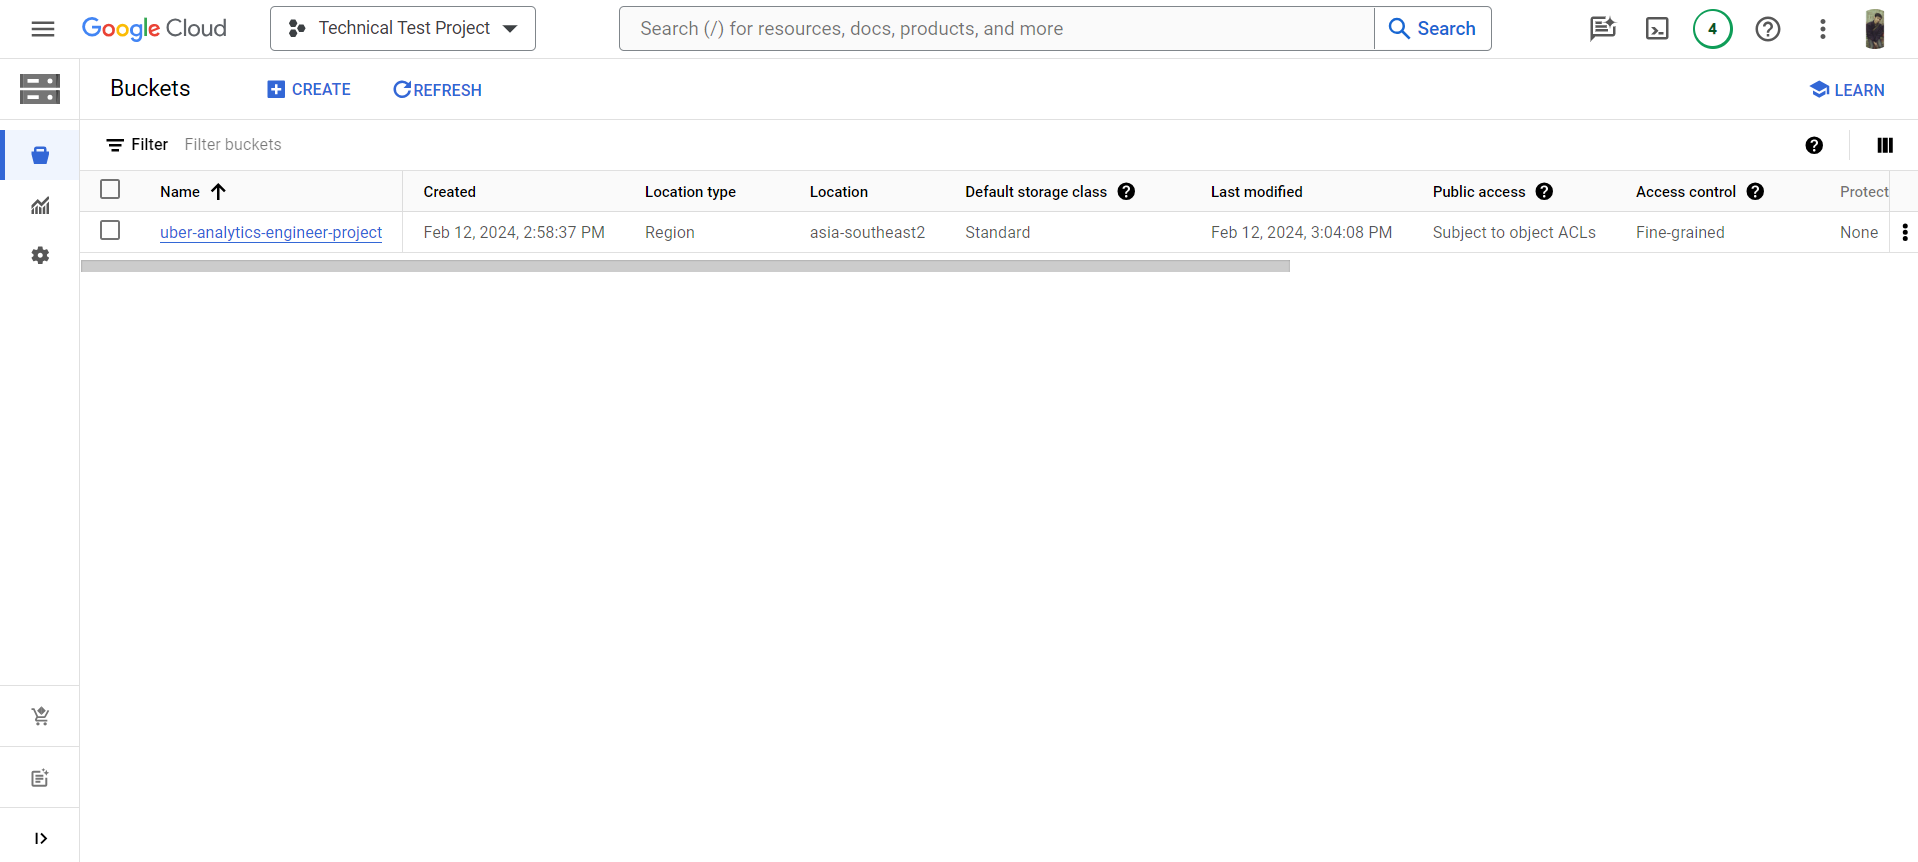 Google Cloud
Technical Test Project
Search (/) for resources, docs, products, and more
Search
4
Buckets
CREATE
REFRESH
LEARN
Filter Filter buckets
Name Created Location type Location Default storage class Last modified Public access Access control Protect
uber-analytics-engineer-project Feb 12, 2024, 2:58:37 PM Region asia-southeast2 Standard Feb 12, 2024, 3:04:08 PM Subject to object ACLs Fine-grained None